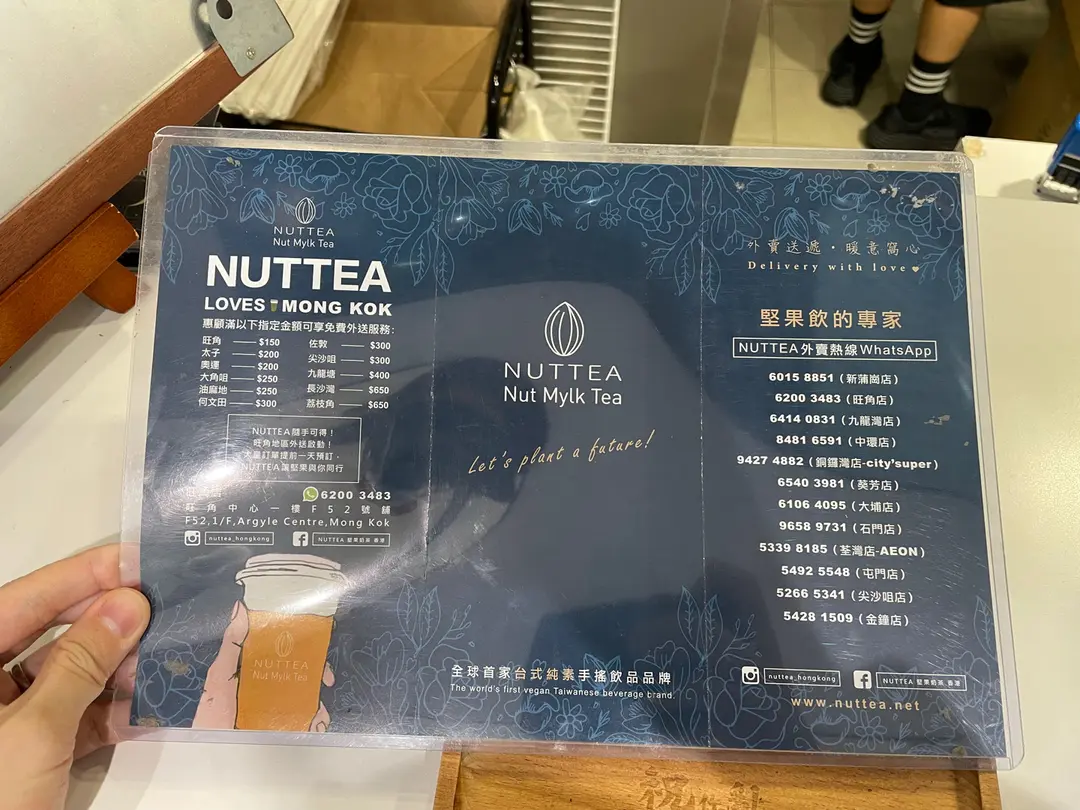 NUTTEA
Nut Mylk Tea
NUTTEA
LOVES MONG KOK
惠顧滿以下指定金額可享免費外送服務:
旺角 —— $150
太子 —— $200
奧運 —— $200
大角咀 —— $250
油麻地 —— $250
何文田 —— $300
佐敦 —— $300
尖沙咀 —— $300
九龍塘 —— $400
長沙灣 —— $650
荔枝角 —— $650
NUTTEA隨手可得！
旺角地區外送啟動！
大量訂單提前一天預訂，
NUTTEA讓堅果與你同行
6200 3483
旺角中心一樓F52號舖
F52,1/F,Argyle Centre,Mong Kok
nuttea_hongkong
NUTTEA 堅果奶茶 香港
NUTTEA
Nut Mylk Tea
NUTTEA
Nut Mylk Tea
Let's plant a future!
全球首家台式純素手搖飲品品牌
The world's first vegan Taiwanese beverage brand.
外賣送遞·暖意窩心
Delivery with love
堅果飲的專家
NUTTEA外賣熱線WhatsApp
6015 8851（新蒲崗店）
6200 3483（旺角店）
6414 0831（九龍灣店）
8481 6591（中環店）
9427 4882（銅鑼灣店-city'super）
6540 3981（葵芳店）
6106 4095（大埔店）
9658 9731（石門店）
5339 8185（荃灣店-AEON）
5492 5548（屯門店）
5266 5341（尖沙咀店）
5428 1509（金鐘店）
nuttea_hongkong
NUTTEA 堅果奶茶 香港
www.nuttea.net